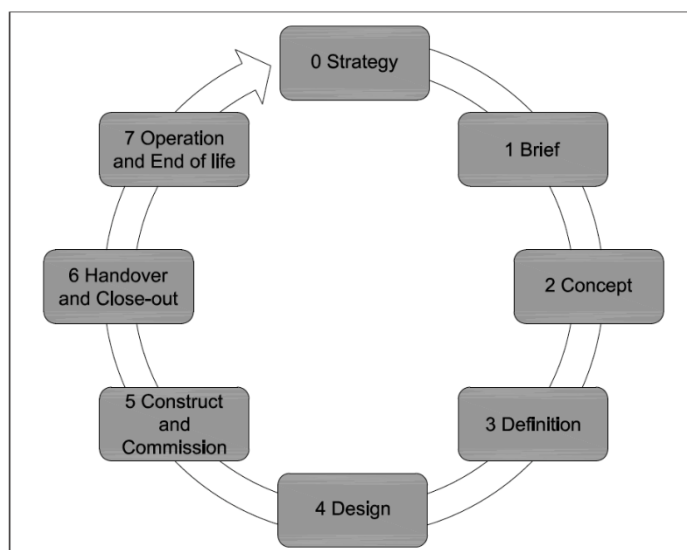 0 Strategy
1 Brief
2 Concept
3 Definition
4 Design
5 Construct
and
Commission
6 Handover
and Close-out
7 Operation
and End of life